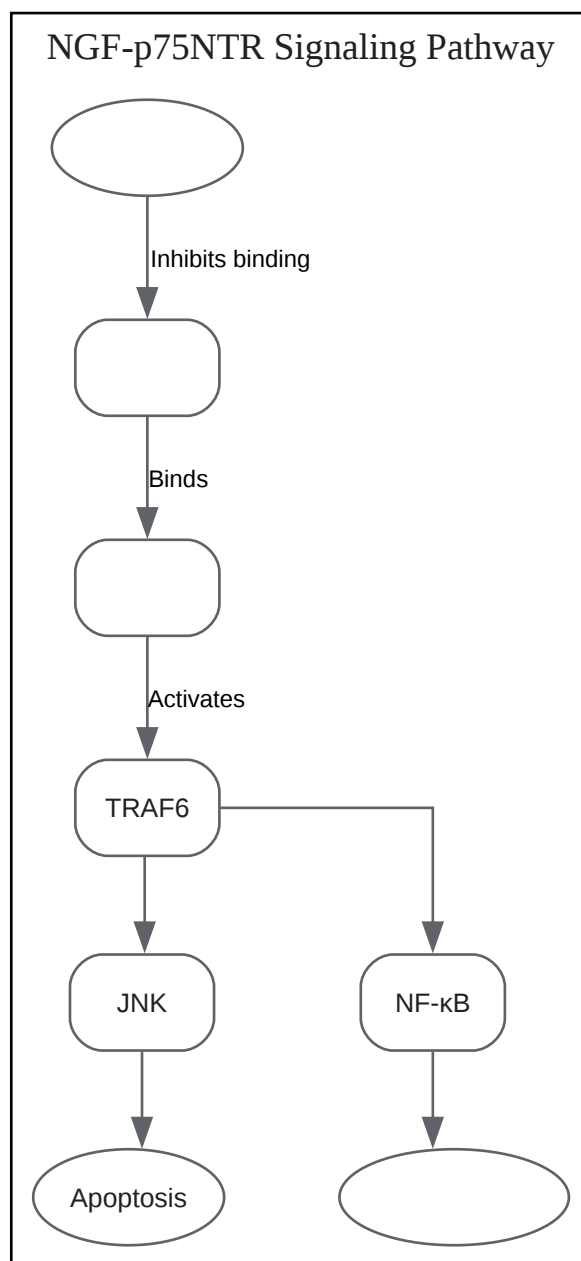 NGF-p75NTR Signaling Pathway
Inhibits binding
Binds
Activates
TRAF6
JNK
NF-κB
Apoptosis